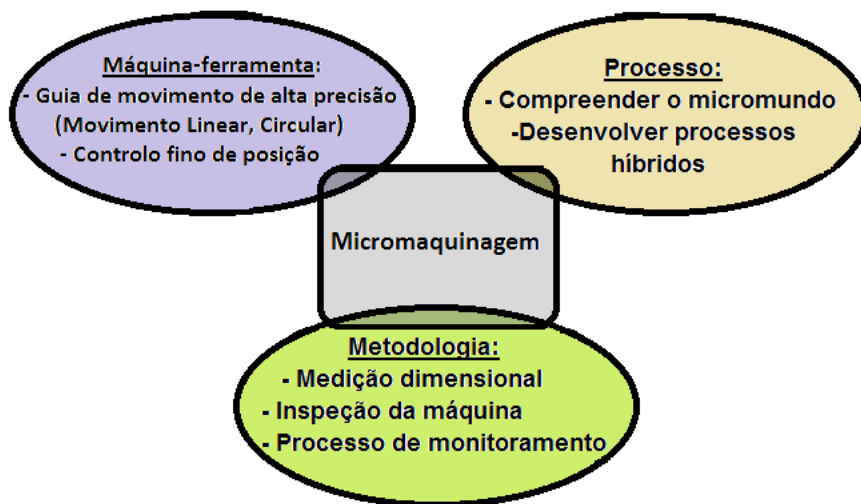 Máquina-ferramenta:
- Guia de movimento de alta precisão
(Movimento Linear, Circular)
- Controlo fino de posição
Processo:
- Compreender o micromundo
-Desenvolver processos
híbridos
Micromaquinagem
Metodologia:
- Medição dimensional
- Inspeção da máquina
- Processo de monitoramento